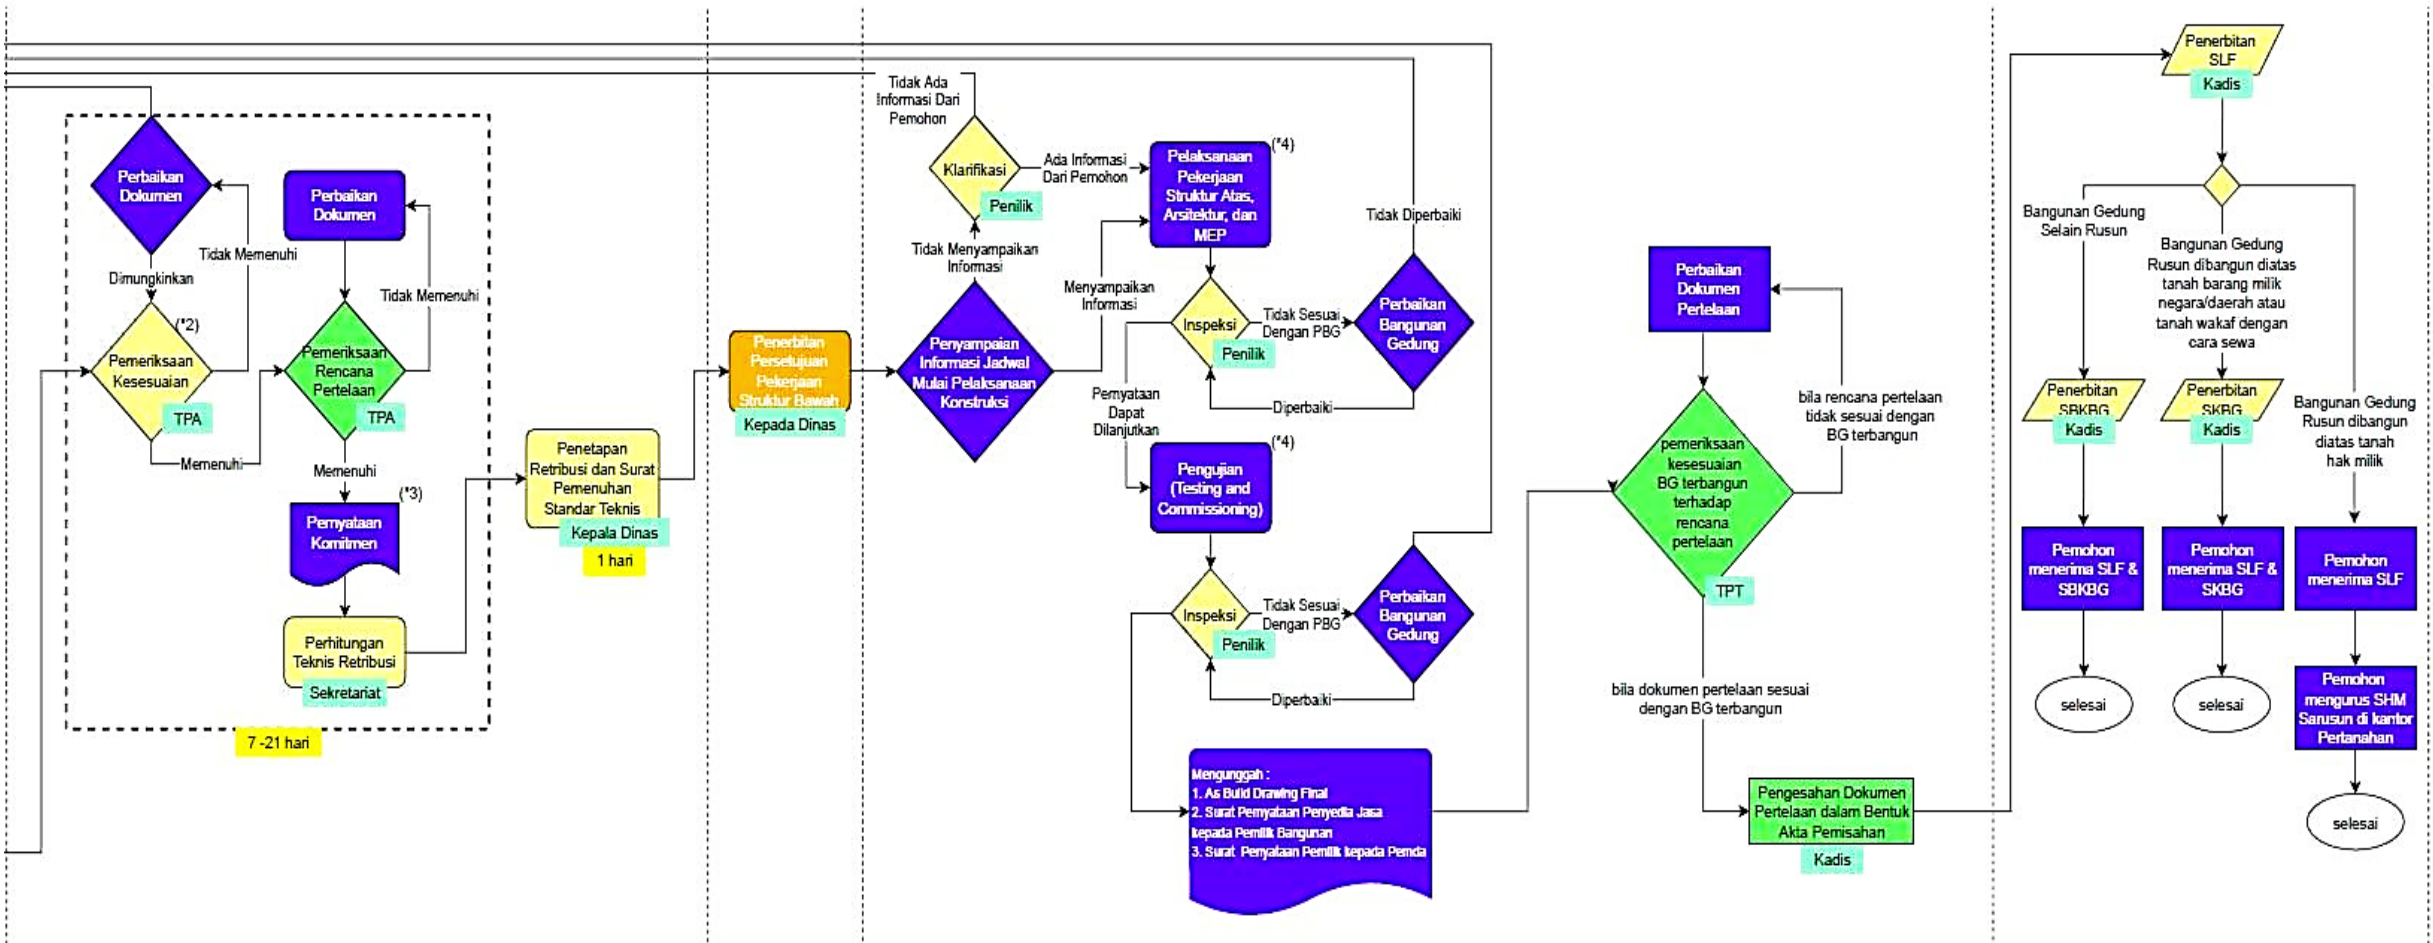 Perbaikan
Dokumen
Dimungkinkan
Tidak Memenuhi
(*2)
Pemeriksaan
Kesesuaian
TPA
Memenuhi
Perbaikan
Dokumen
Tidak Memenuhi
Pemeriksaan
Rencana
Pertelaan
TPA
Memenuhi
(*3)
Pernyataan
Komitmen
Perhitungan
Teknis Retribusi
Sekretariat
7 -21 hari
Penetapan
Retribusi dan Surat
Pemenuhan
Standar Teknis
Kepala Dinas
1 hari
Penerbitan
Persetujuan
Pekerjaan
Struktur Bawah
Kepada Dinas
Tidak Ada
Informasi Dari
Pemohon
Klarifikasi
Penilik
Ada Informasi
Dari Pemohon
Tidak Menyampaikan
Informasi
Penyampaian
Informasi Jadwal
Mulai Pelaksanaan
Konstruksi
Menyampaikan
Informasi
(*4)
Pelaksanaan
Pekerjaan
Struktur Atas,
Arsitektur, dan
MEP
Inspeksi
Penilik
Tidak Sesuai
Dengan PBG
Tidak Diperbaiki
Perbaikan
Bangunan
Gedung
Diperbaiki
Pernyataan
Dapat
Dilanjutkan
(*4)
Pengujian
(Testing and
Commissioning)
Inspeksi
Penilik
Tidak Sesuai
Dengan PBG
Perbaikan
Bangunan
Gedung
Diperbaiki
Mengunggah :
1. As Build Drawing Final
2. Surat Pernyataan Penyedia Jasa
kepada Pemilik Bangunan
3. Surat Penyataan Pemilik kepada Pemda
Perbaikan
Dokumen
Pertelaan
bila rencana pertelaan
tidak sesuai dengan
BG terbangun
pemeriksaan
kesesuaian
BG terbangun
terhadap
rencana
pertelaan
TPT
bila dokumen pertelaan sesuai
dengan BG terbangun
Pengesahan Dokumen
Pertelaan dalam Bentuk
Akta Pemisahan
Kadis
Penerbitan
SLF
Kadis
Bangunan Gedung
Selain Rusun
Bangunan Gedung
Rusun dibangun diatas
tanah barang milik
negara/daerah atau
tanah wakaf dengan
cara sewa
Bangunan Gedung
Rusun dibangun
diatas tanah
hak milik
Penerbitan
SBKBG
Kadis
Penerbitan
SKBG
Kadis
Pemohon
menerima SLF &
SBKBG
Pemohon
menerima SLF &
SKBG
Pemohon
menerima SLF
selesai
selesai
Pemohon
mengurus SHM
Sarusun di kantor
Pertanahan
selesai